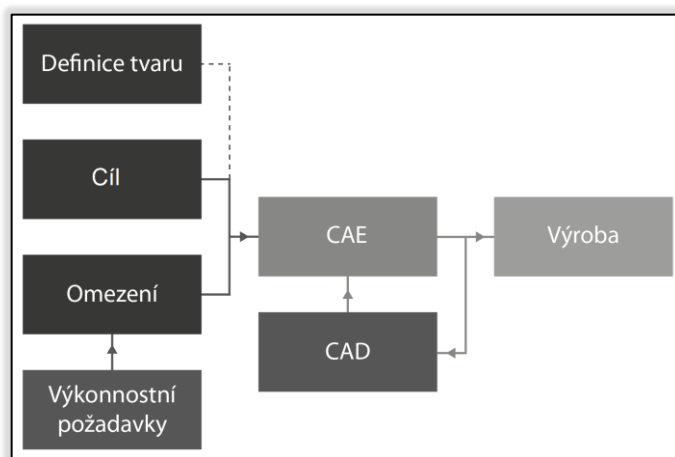 Definice tvaru
Cíl
Omezení
Výkonnostní
požadavky
CAE
CAD
Výroba